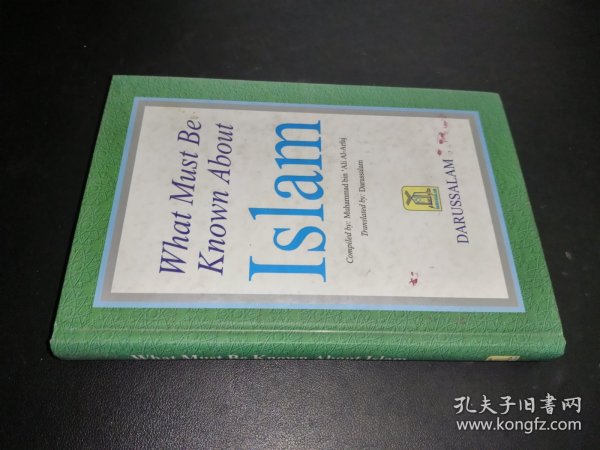 What Must Be
Known About
Islam
Compiled by: Muhammad bin 'Ali Al-Arfaj
Translated by: Darussalam
DARUSSALAM
What Must Be Known About Islam
孔夫子旧书网
www.kongfz.com